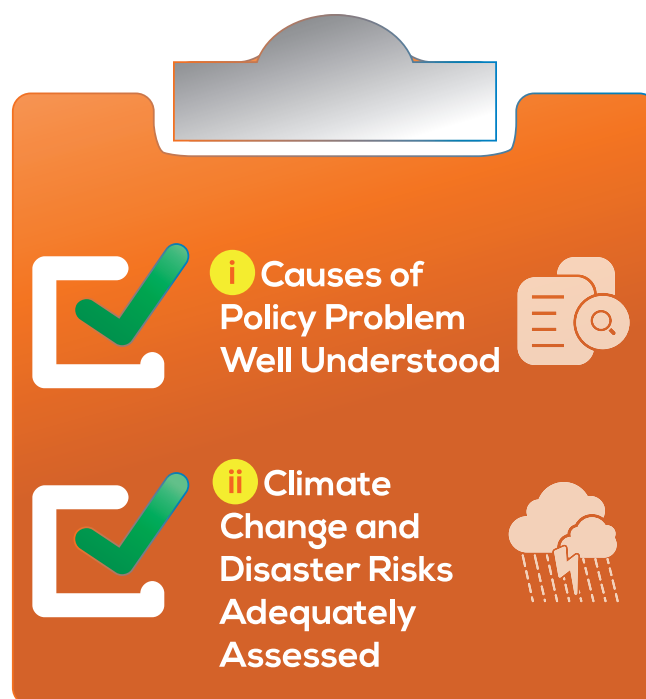 i Causes of
Policy Problem
Well Understood
ii Climate
Change and
Disaster Risks
Adequately
Assessed